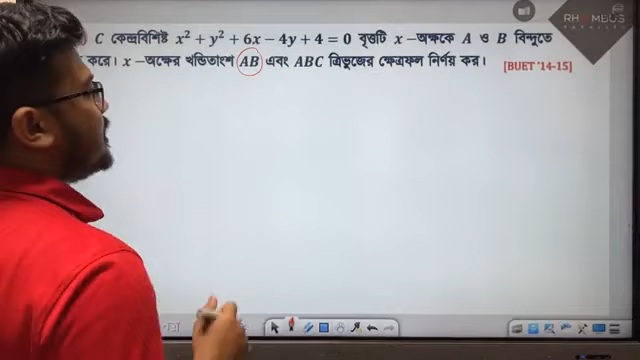 C কেন্দ্রবিশিষ্ট x² + y² + 6x − 4y + 4 = 0 বৃত্তটি x −অক্ষকে A ও B বিন্দুতে
করে। x −অক্ষের খন্ডিতাংশ AB এবং ABC ত্রিভুজের ক্ষেত্রফল নির্ণয় কর। [BUET '14-15]
RHOMBUS
PARALLEL